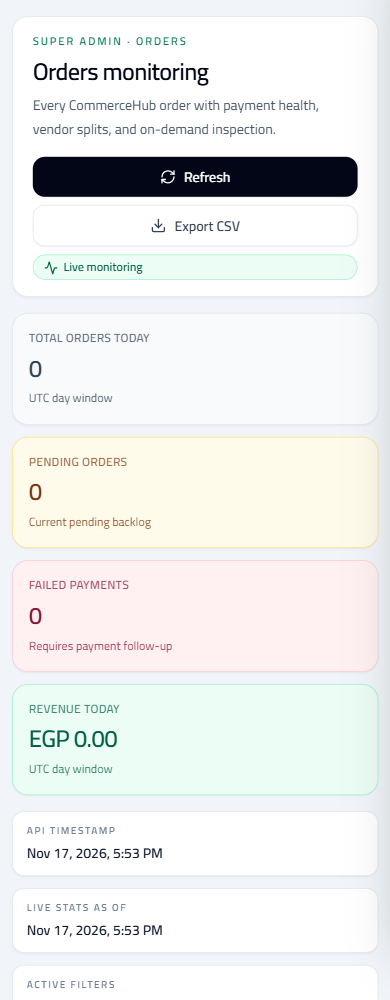 SUPER ADMIN · ORDERS
Orders monitoring
Every CommerceHub order with payment health,
vendor splits, and on-demand inspection.
Refresh
Export CSV
Live monitoring
TOTAL ORDERS TODAY
0
UTC day window
PENDING ORDERS
0
Current pending backlog
FAILED PAYMENTS
0
Requires payment follow-up
REVENUE TODAY
EGP 0.00
UTC day window
API TIMESTAMP
Nov 17, 2026, 5:53 PM
LIVE STATS AS OF
Nov 17, 2026, 5:53 PM
ACTIVE FILTERS